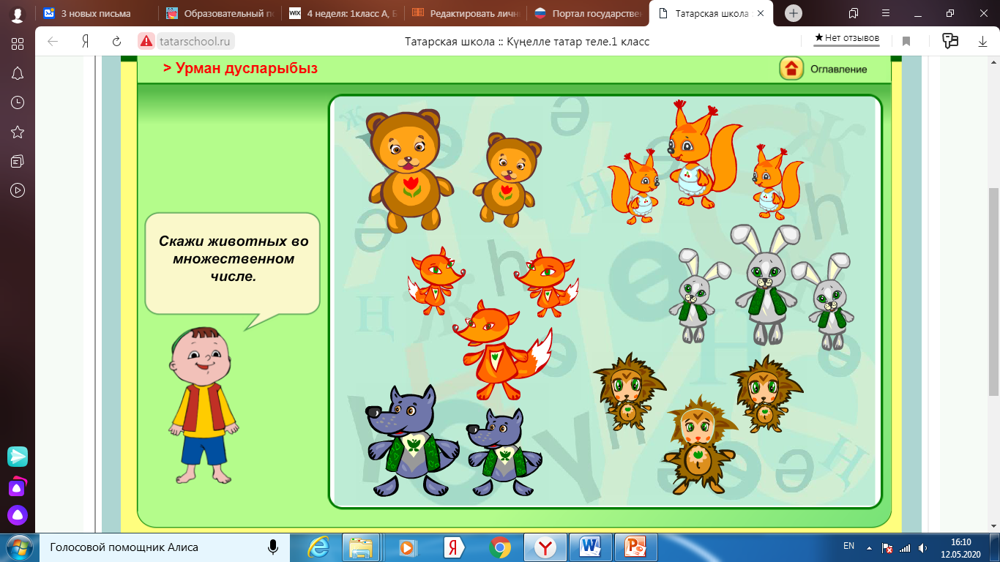 3 новых письма
Образовательный по
4 неделя: 1класс А, Б
Редактировать личн
Портал государствен
Татарская школа :
tatarschool.ru
Татарская школа :: Күңелле татар теле.1 класс
★ Нет отзывов
> Урман дусларыбыз
Оглавление
Скажи животных во
множественном
числе.
Голосовой помощник Алиса
EN
16:10
12.05.2020